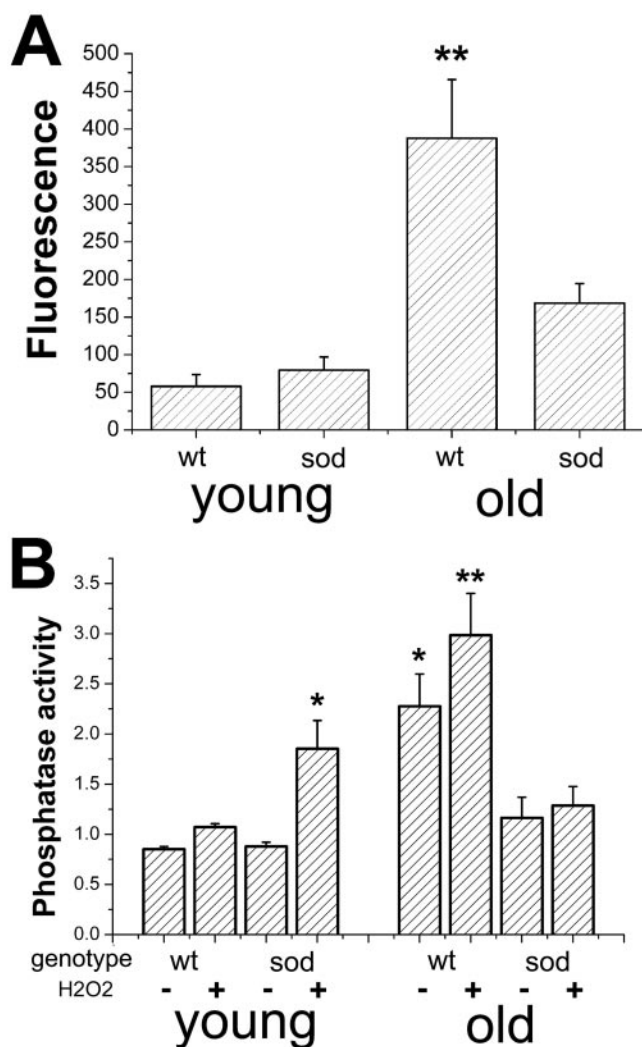 A
Fluorescence
500
450
400
350
300
250
200
150
100
50
0
**
wt sod wt sod
young old
B
Phosphatase activity
3.5
3.0
2.5
2.0
1.5
1.0
0.5
0.0
* * **
genotype wt sod wt sod
H2O2 - + - + - + - +
young old